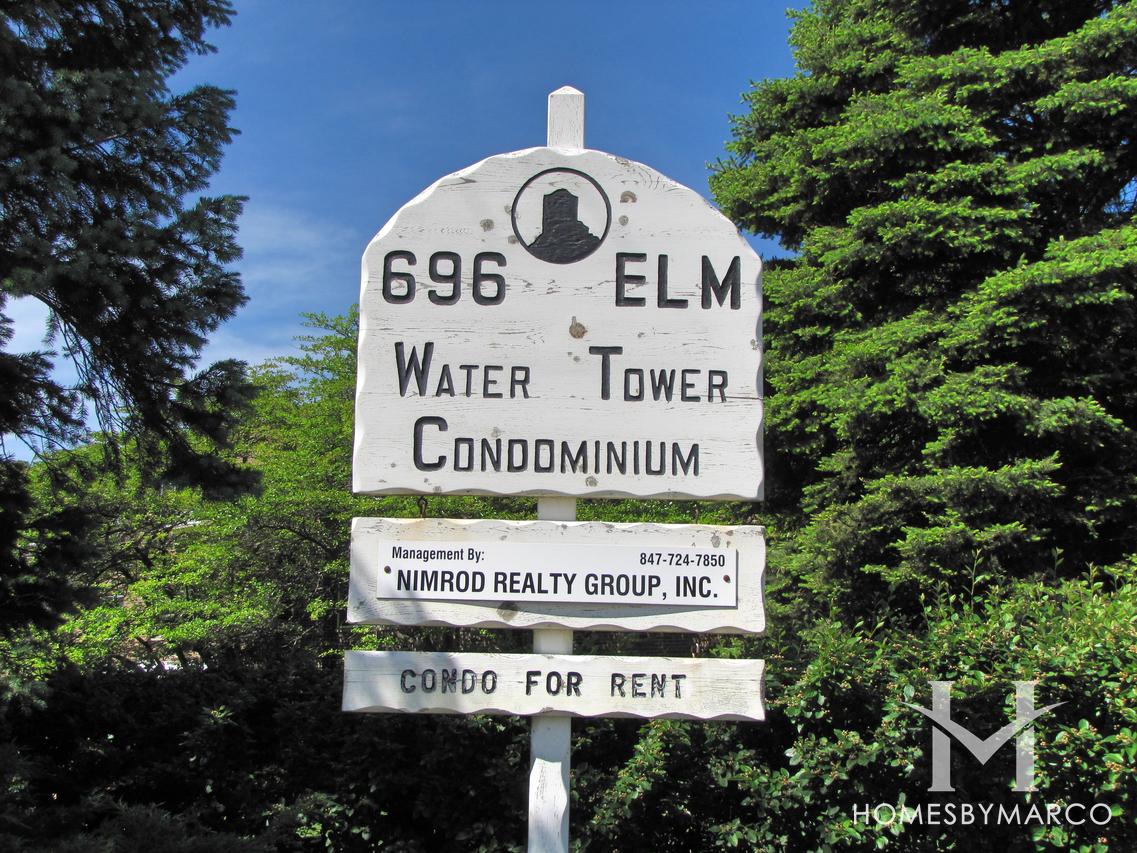 696 ELM
WATER TOWER
CONDOMINIUM
Management By: 847-724-7850
NIMROD REALTY GROUP, INC.
CONDO FOR RENT
HOMESBYMARCO